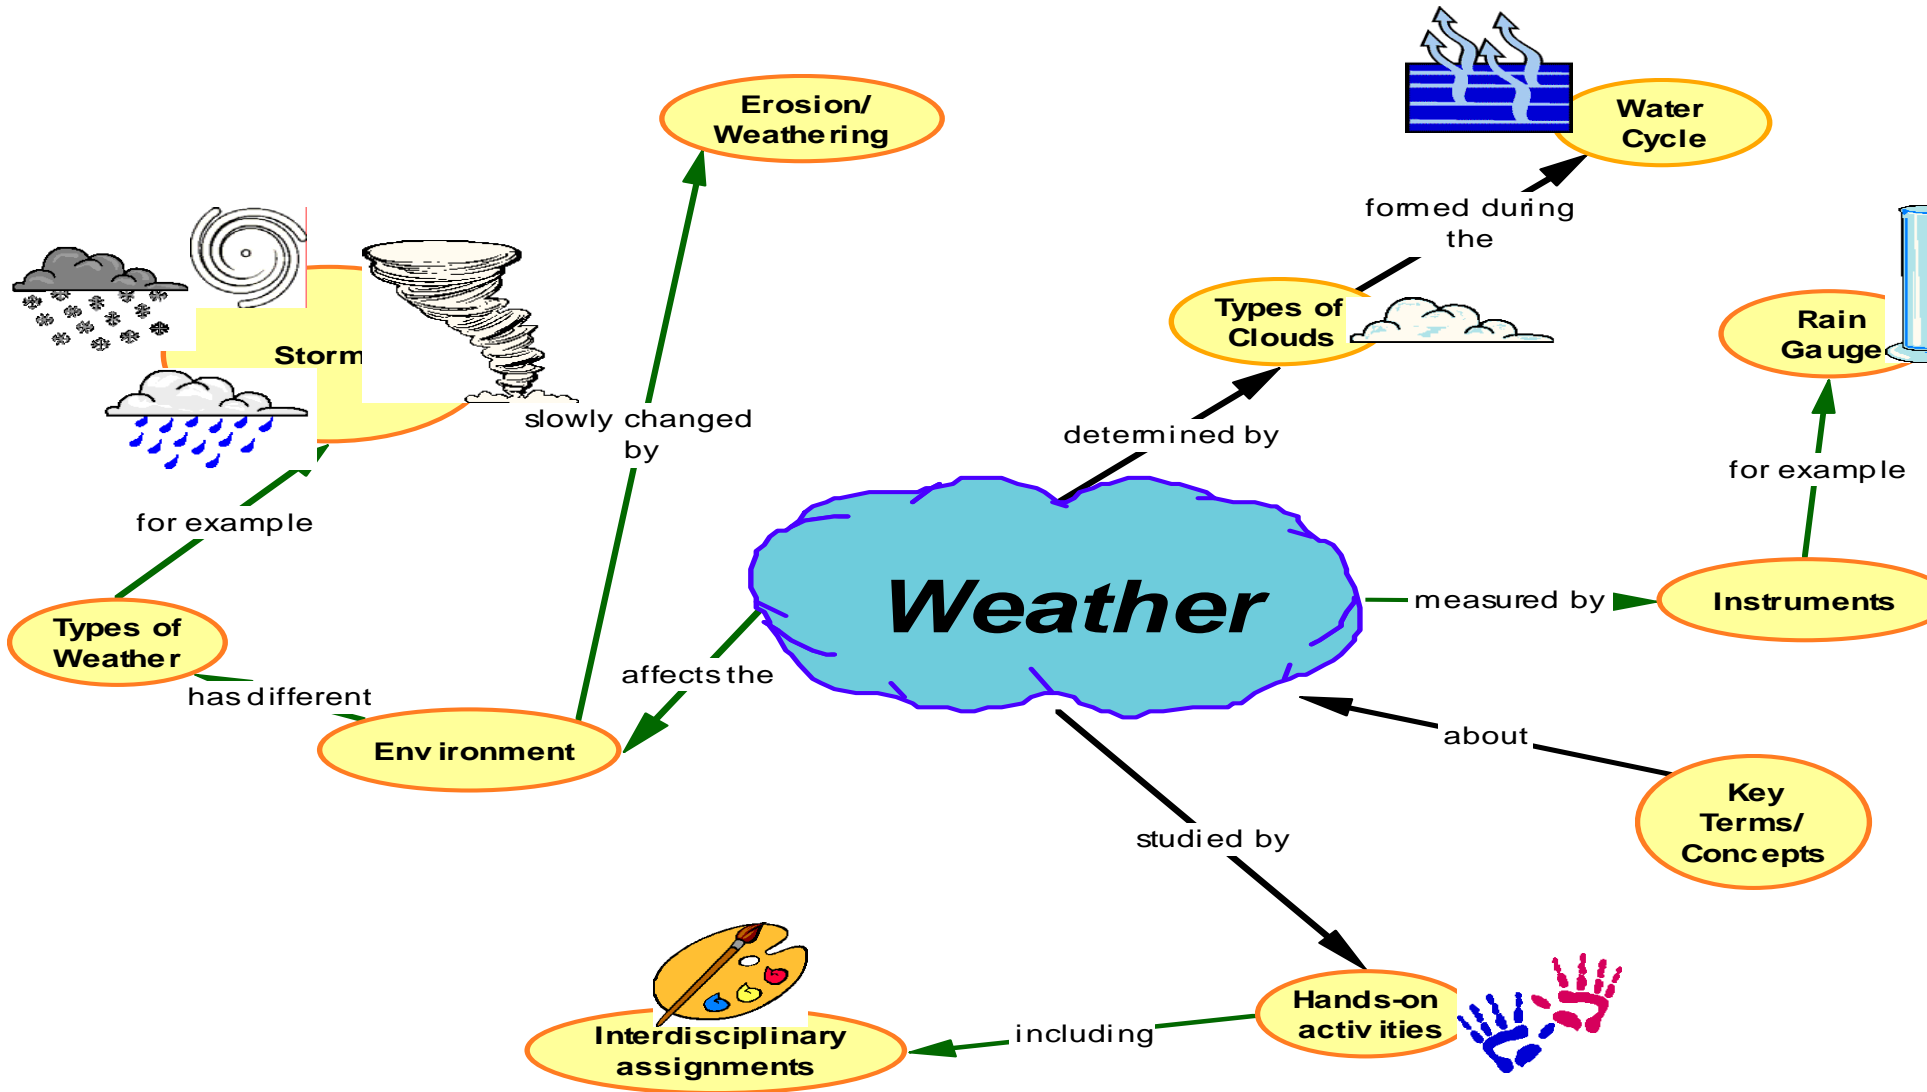 Erosion/
Weathering
Water
Cycle
formed during
the
Types of
Clouds
Rain
Gauge
Storm
slowly changed
by
determined by
for example
for example
Weather
measured by
Instruments
Types of
Weather
has different
affects the
Environment
about
Key
Terms/
Concepts
studied by
Hands-on
activities
including
Interdisciplinary
assignments